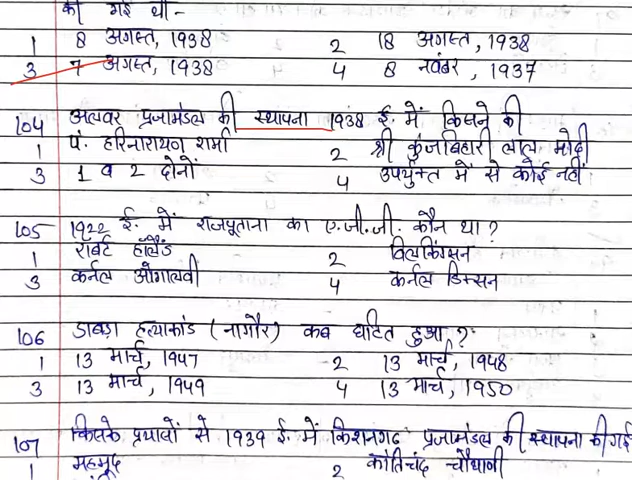 की गई थी-
1 8 अगस्त, 1938 2 18 अगस्त, 1938
3 7 अगस्त, 1938 4 8 नवंबर, 1937
104 अलवर प्रजामंडल की स्थापना 1938 ई. में किसने की
1 पं. हरिनारायण शर्मा 2 श्री कुंजबिहारी लाल मोदी
3 1 व 2 दोनों 4 उपर्युक्त में से कोई नहीं
105 1922 ई. में राजपूताना का ए.जी.जी. कौन था?
1 रॉबर्ट हॉलैंड 2 विलकिंग्सन
3 कर्नल ओगालवी 4 कर्नल डिक्सन
106 डाबड़ा हत्याकांड (नागौर) कब घटित हुआ?
1 13 मार्च, 1947 2 13 मार्च, 1948
3 13 मार्च, 1949 4 13 मार्च, 1950
107 किसके प्रयासों से 1939 ई. में किशनगढ़ प्रजामंडल की स्थापना की गई
1 महमूद 2 कांतिचंद चौथाणी